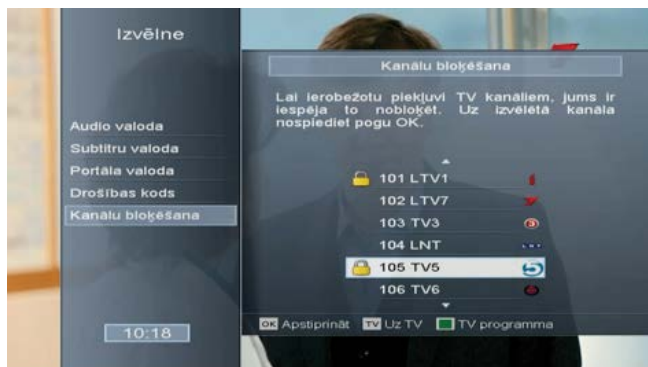 Izvēlne
Audio valoda
Subtitru valoda
Portāla valoda
Drošības kods
Kanālu bloķēšana
10:18
Kanālu bloķēšana
Lai ierobežotu piekļuvi TV kanāliem, jums ir
iespēja to nobloķēt. Uz izvēlētā kanāla
nospiediet pogu OK.
101 LTV1
102 LTV7
103 TV3
104 LNT
105 TV5
106 TV6
OK Apstiprināt TV Uz TV TV programma